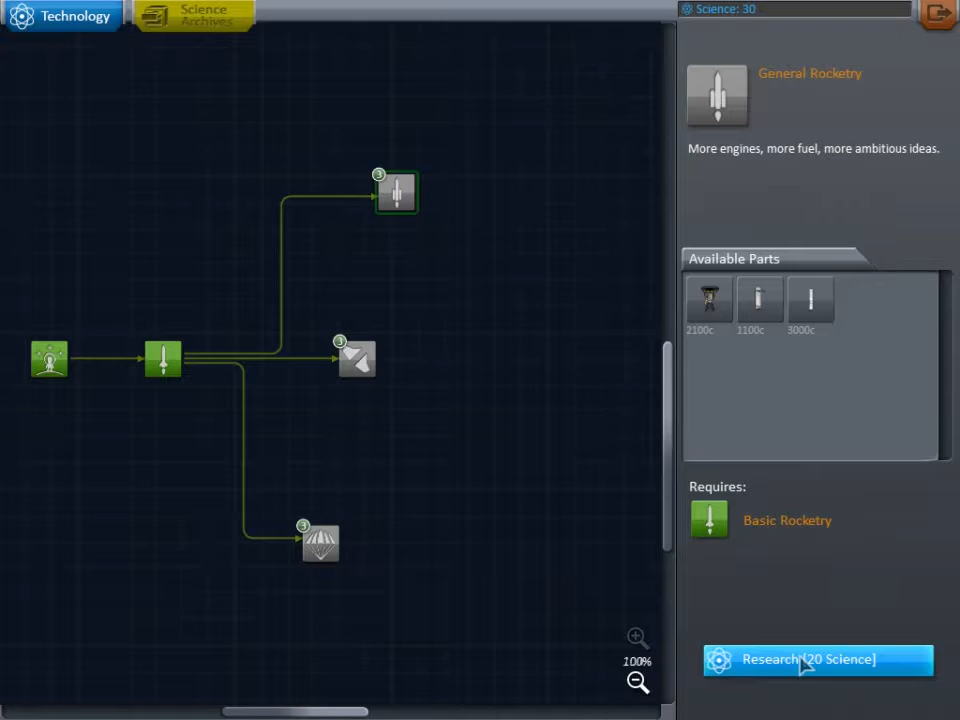 Technology
Science
Archives
Science: 30
General Rocketry
More engines, more fuel, more ambitious ideas.
3
Available Parts
2100c
1100c
3000c
3
Requires:
Basic Rocketry
3
100%
Research [20 Science]